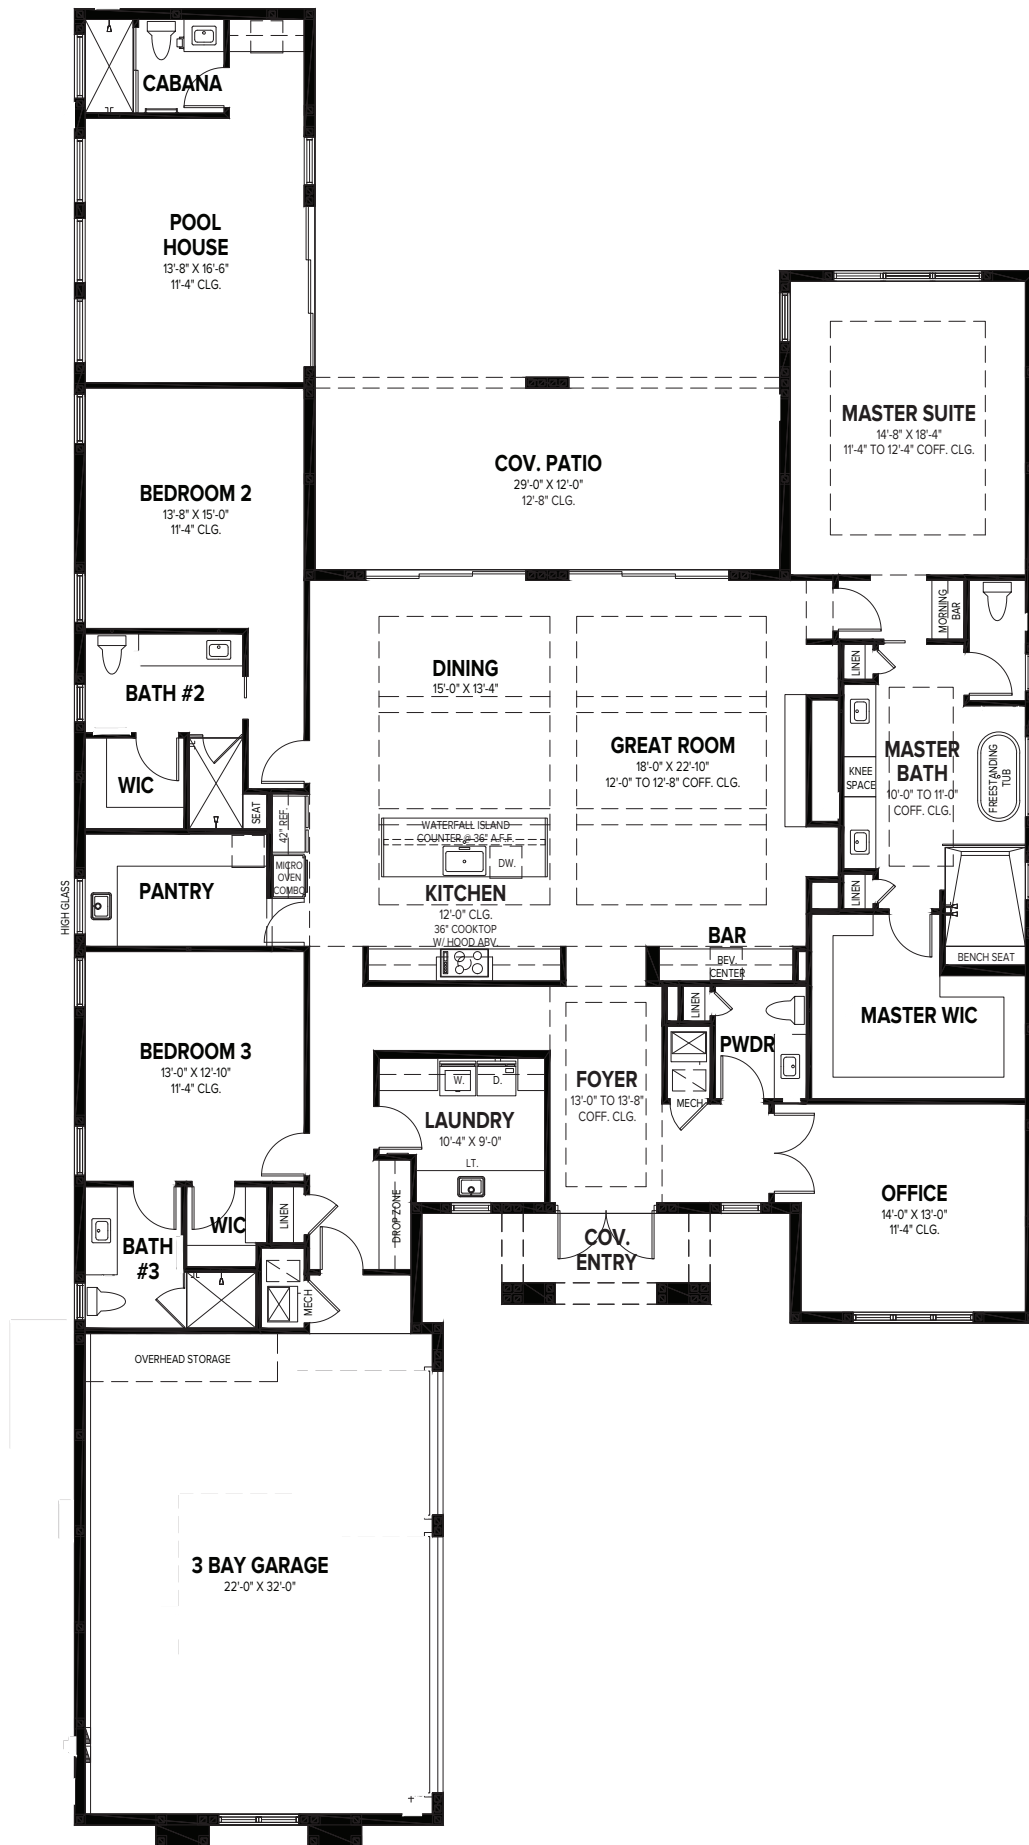 CABANA
POOL
HOUSE
13'-8" X 16'-6"
11'-4" CLG.
MASTER SUITE
14'-8" X 18'-4"
11'-4" TO 12'-4" COFF. CLG.
COV. PATIO
29'-0" X 12'-0"
12'-8" CLG.
BEDROOM 2
13'-8" X 15'-0"
11'-4" CLG.
MORNING
BAR
LINEN
DINING
15'-0" X 13'-4"
BATH #2
GREAT ROOM
18'-0" X 22'-10"
12'-0" TO 12'-8" COFF. CLG.
MASTER
BATH
10'-0" TO 11'-0"
COFF. CLG.
KNEE
SPACE
FREESTANDING
TUB
WIC
SEAT
42" REF.
WATERFALL ISLAND
COUNTER @ 36" A.F.F.
DW.
MICRO
OVEN
COMBO
PANTRY
HIGH GLASS
KITCHEN
12'-0" CLG.
36" COOKTOP
W/ HOOD ABV.
LINEN
BAR
BEV.
CENTER
BENCH SEAT
LINEN
MASTER WIC
PWDR
BEDROOM 3
13'-0" X 12'-10"
11'-4" CLG.
W.
D.
FOYER
13'-0" TO 13'-8"
COFF. CLG.
MECH
LAUNDRY
10'-4" X 9'-0"
LT.
OFFICE
14'-0" X 13'-0"
11'-4" CLG.
DROP ZONE
LINEN
WIC
BATH
#3
COV.
ENTRY
MECH
OVERHEAD STORAGE
3 BAY GARAGE
22'-0" X 32'-0"